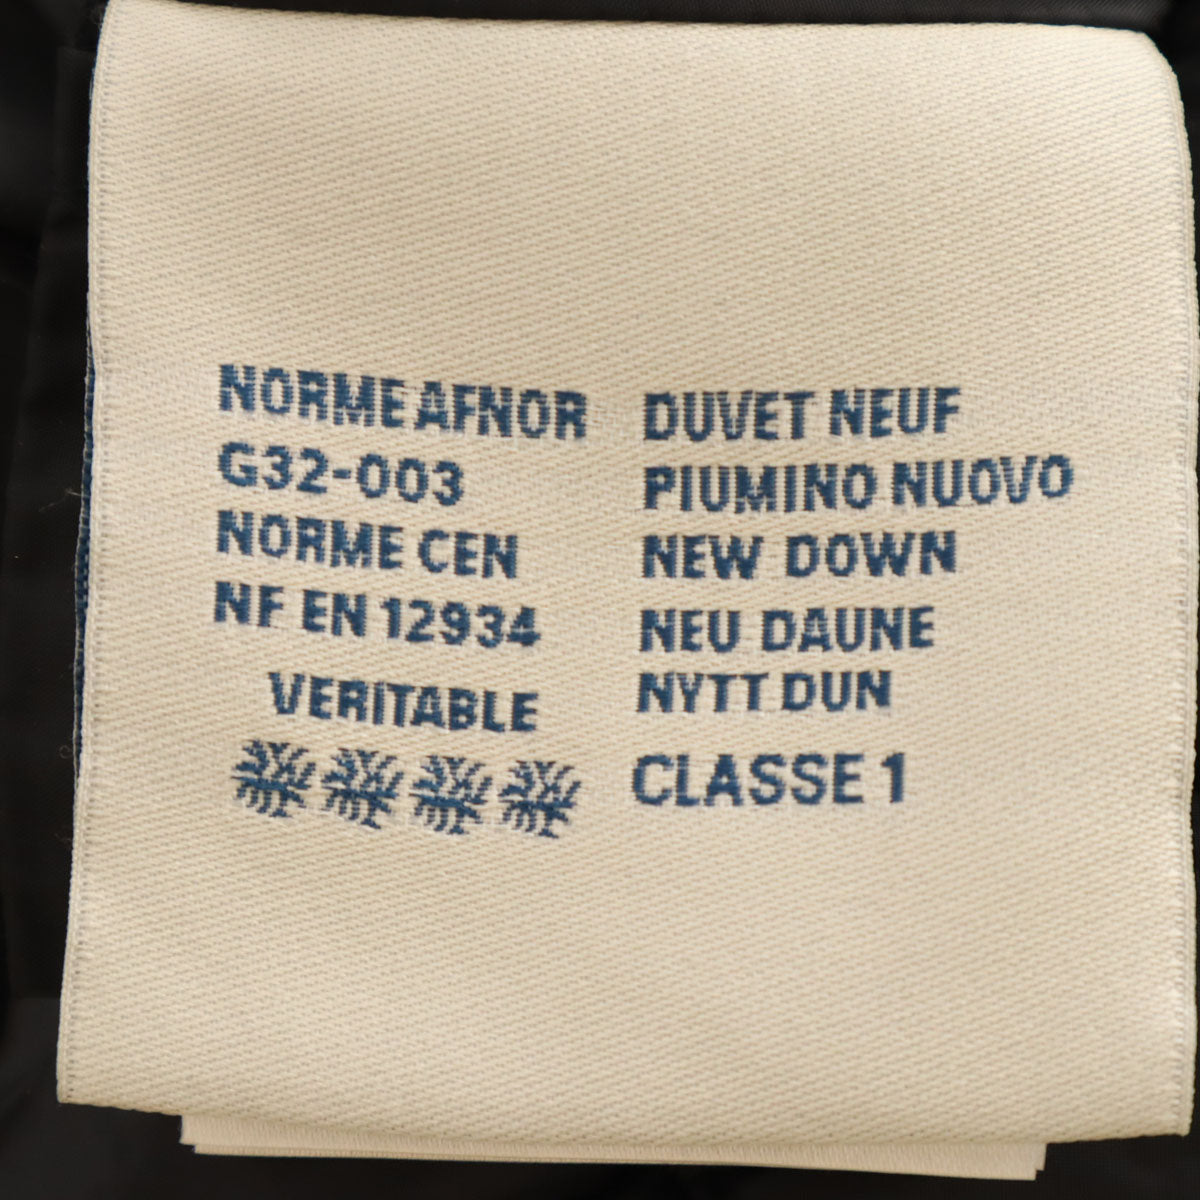 NORME AFNOR
G32-003
NORME CEN
NF EN 12934
VERITABLE
DUVET NEUF
PIUMINO NUOVO
NEW DOWN
NEU DAUNE
NYTT DUN
CLASSE 1